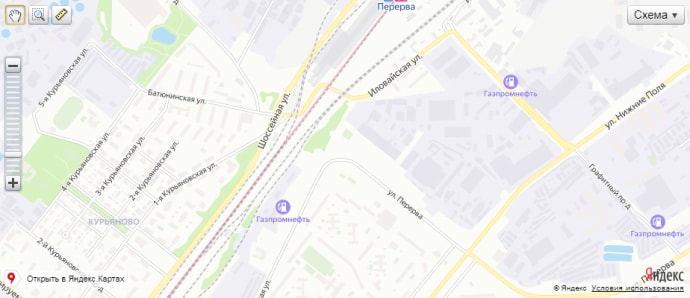 Перерва
Схема
Иловайская ул.
5-я Курьяновская ул.
Батюнинская ул.
Шоссейная ул.
Газпромнефть
ул. Нижние Поля
4-я Курьяновская ул.
3-я Курьяновская ул.
2-я Курьяновская ул.
1-я Курьяновская ул.
Графитный пр-д
ул. Перерва
КУРЬЯНОВО
Газпромнефть
Газпромнефть
2-й Курьяновская
Открыть в Яндекс.Картах
Яндекс
Перерва
© Яндекс Условия использования